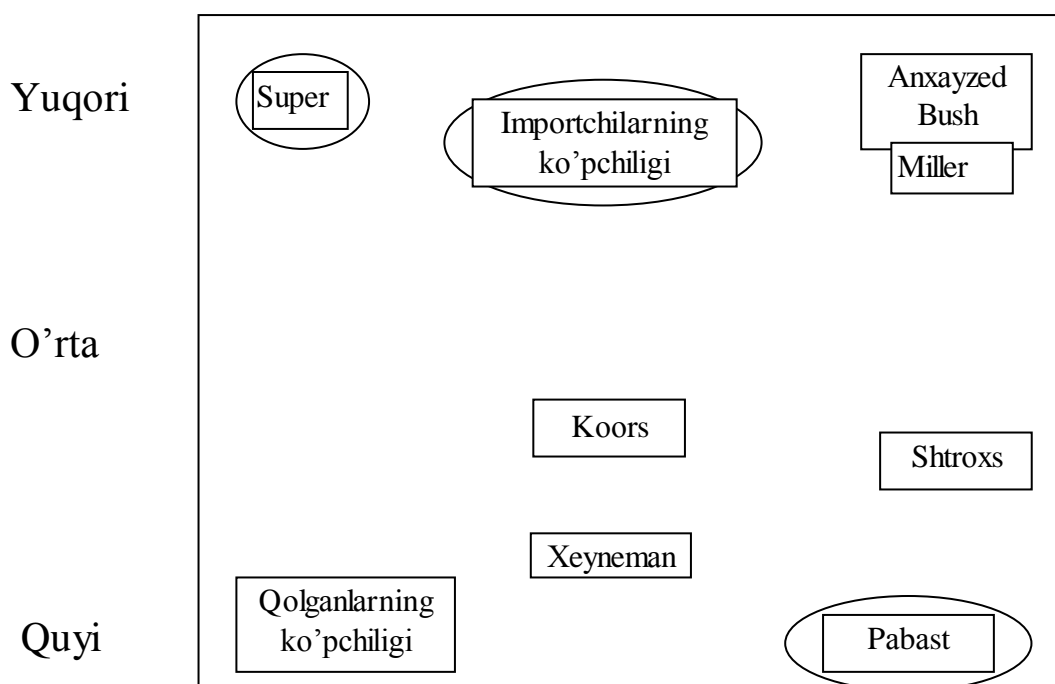 Yuqori
Super
Importchilarning
ko’pchiligi
Anxayzed
Bush
Miller
O’rta
Koors
Shtroxs
Xeyneman
Quyi
Qolganlarning
ko’pchiligi
Pabast